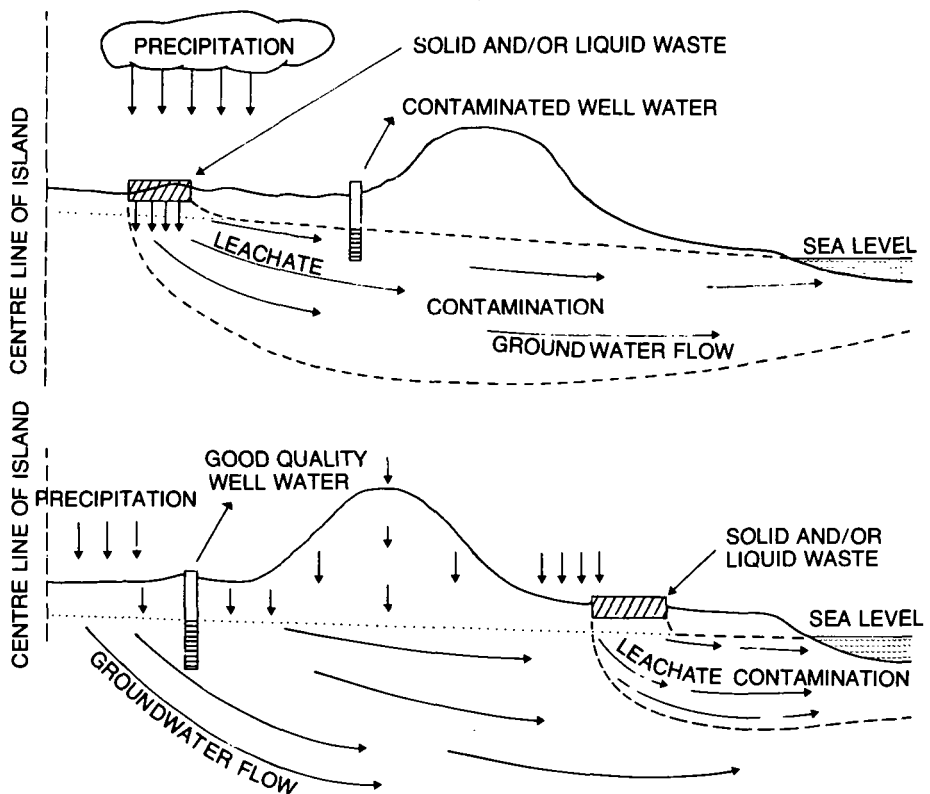 PRECIPITATION
SOLID AND/OR LIQUID WASTE
CONTAMINATED WELL WATER
CENTRE LINE OF ISLAND
LEACHATE
SEA LEVEL
CONTAMINATION
GROUNDWATER FLOW
CENTRE LINE OF ISLAND
PRECIPITATION
GOOD QUALITY
WELL WATER
SOLID AND/OR
LIQUID WASTE
SEA LEVEL
LEACHATE CONTAMINATION
GROUNDWATER FLOW